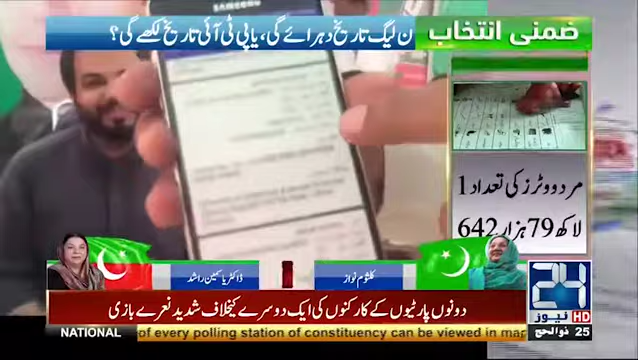 ن لیگ تاریخ دہرائے گی، یا پی ٹی آئی تاریخ لکھے گی؟
ضمنی انتخاب
SAMSUNG
مرد ووٹرز کی تعداد 1
لاکھ 79 ہزار 642
ڈاکٹر یاسمین راشد
کلثوم نواز
دونوں پارٹیوں کے کارکنوں کی ایک دوسرے کیخلاف شدید نعرے بازی
24
نیوز HD
NATIONAL
of every polling station of constituency can be viewed in map
25 ذوالحج